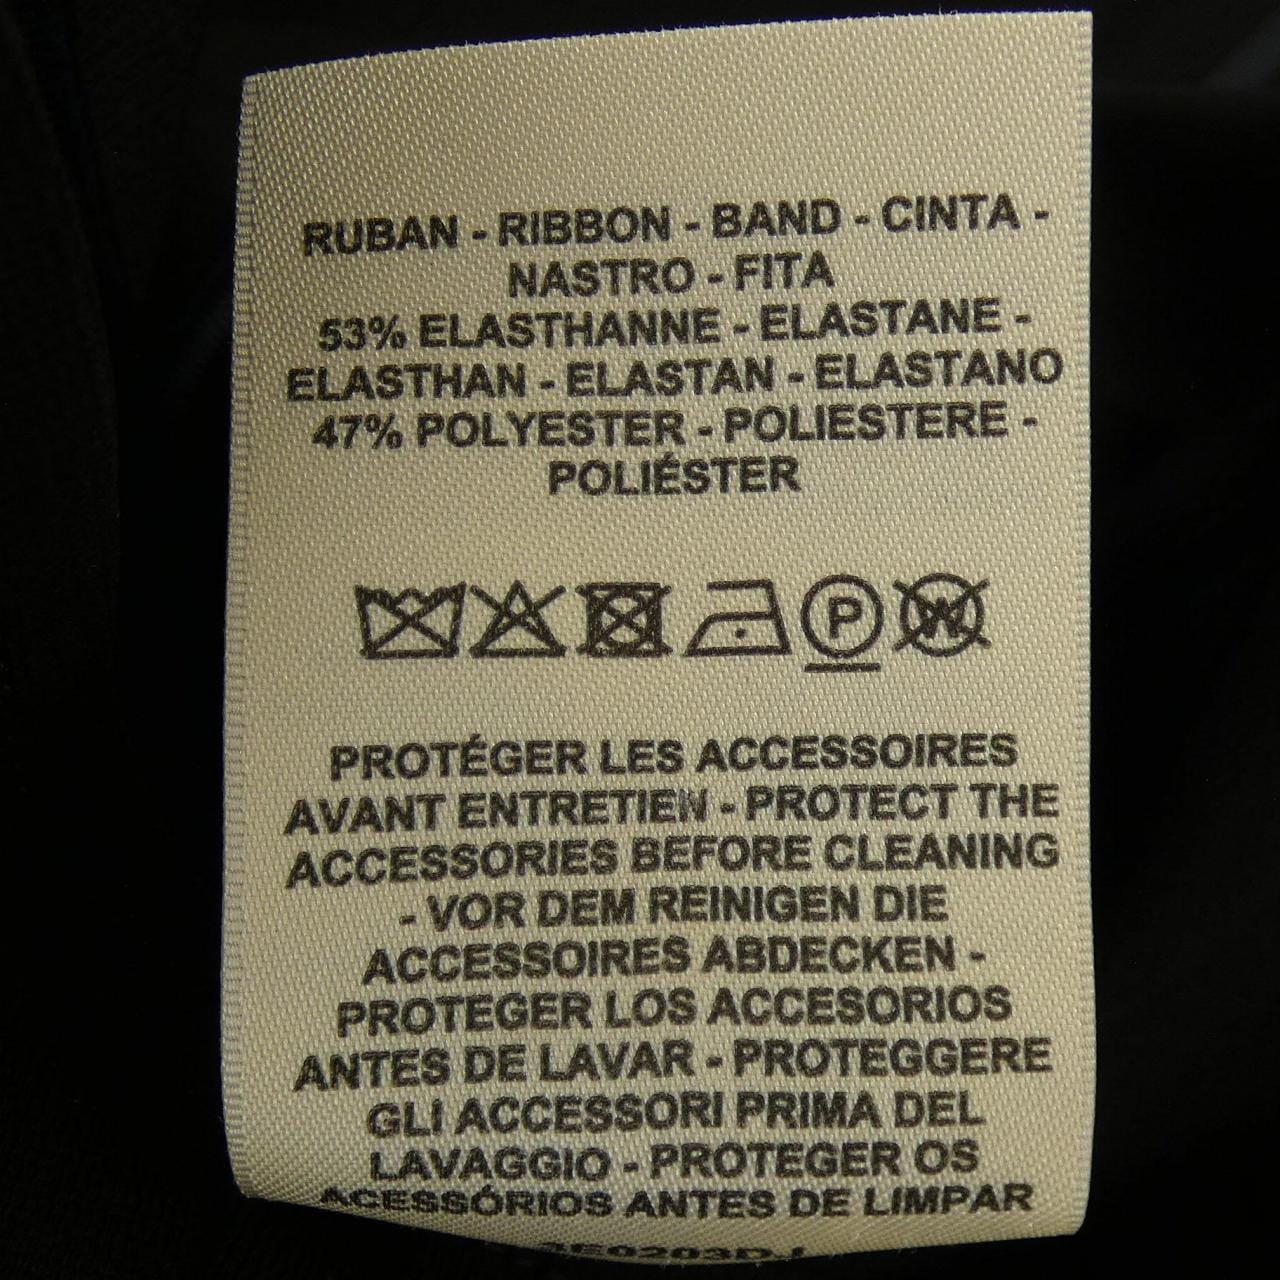 RUBAN - RIBBON - BAND - CINTA -
NASTRO - FITA
53% ELASTHANNE - ELASTANE -
ELASTHAN - ELASTAN - ELASTANO
47% POLYESTER - POLIESTERE -
POLIÉSTER
P W
PROTÉGER LES ACCESSOIRES
AVANT ENTRETIEN - PROTECT THE
ACCESSORIES BEFORE CLEANING
- VOR DEM REINIGEN DIE
ACCESSOIRES ABDECKEN -
PROTEGER LOS ACCESORIOS
ANTES DE LAVAR - PROTEGGERE
GLI ACCESSORI PRIMA DEL
LAVAGGIO - PROTEGER OS
ACESSÓRIOS ANTES DE LIMPAR